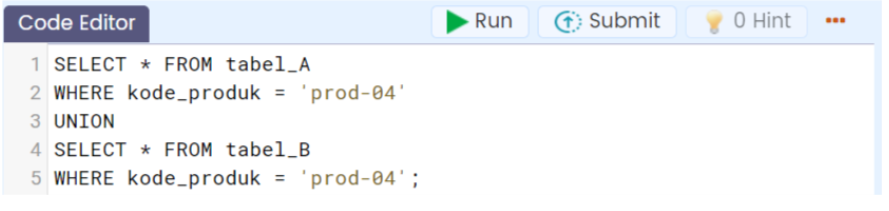 Code Editor Run Submit 0 Hint
1 SELECT * FROM tabel_A
2 WHERE kode_produk = 'prod-04'
3 UNION
4 SELECT * FROM tabel_B
5 WHERE kode_produk = 'prod-04';